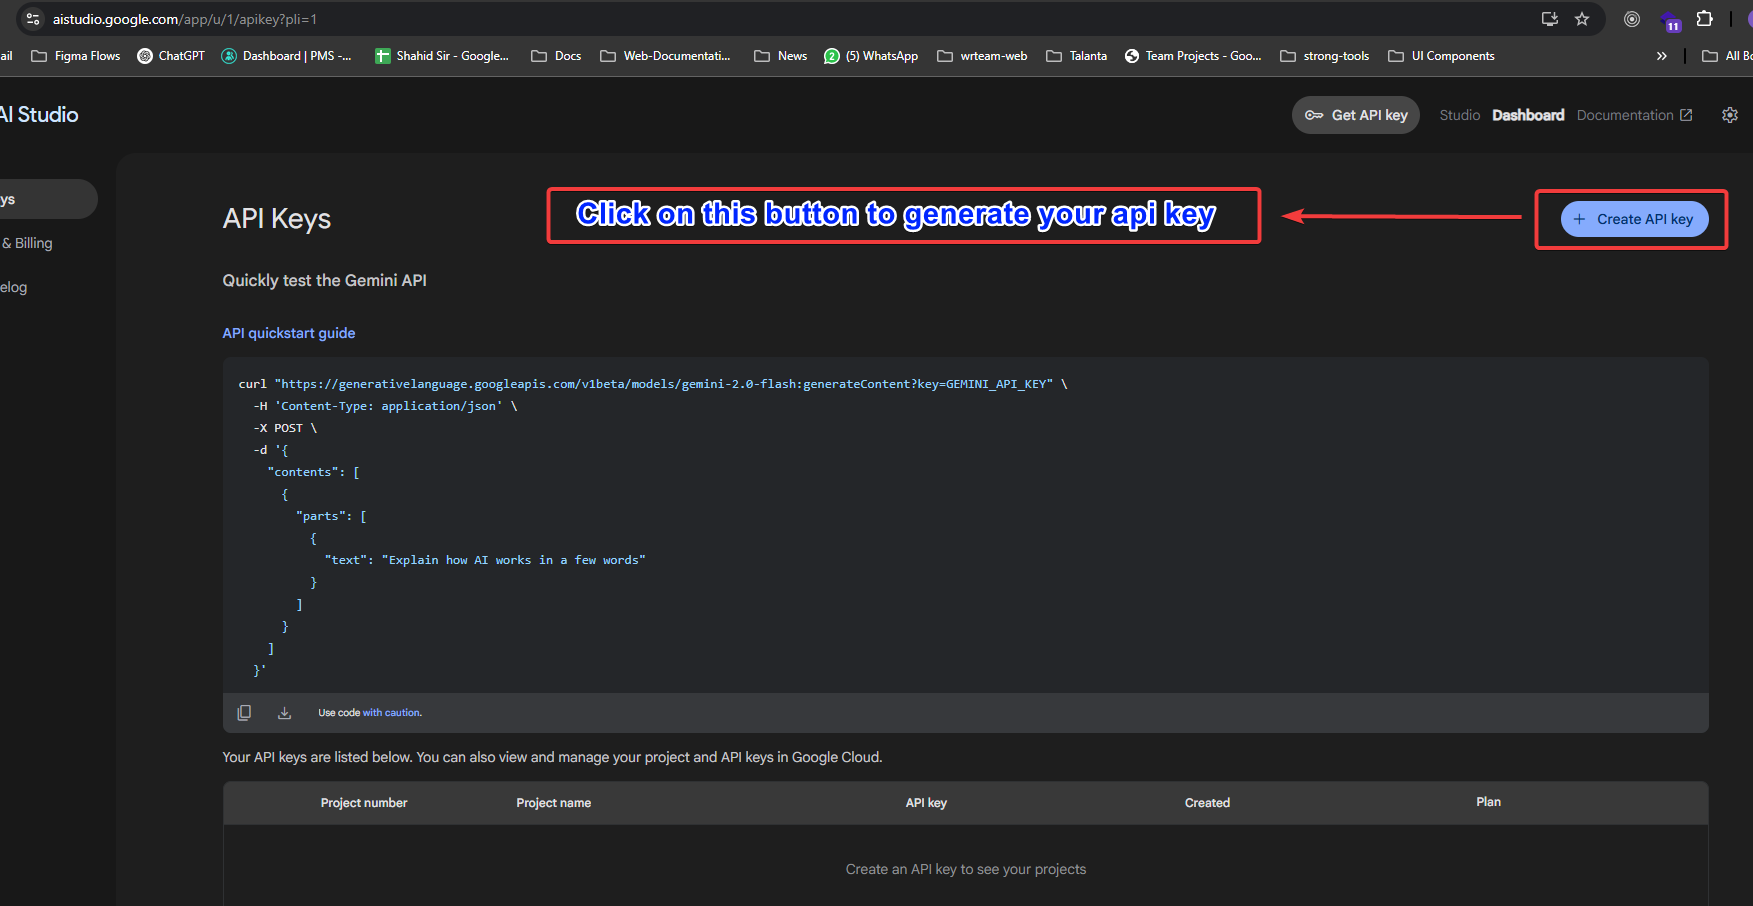 aistudio.google.com/app/u/1/apikey?pli=1
11
ail Figma Flows ChatGPT Dashboard | PMS -... Shahid Sir - Google... Docs Web-Documentati... News 2 (5) WhatsApp wrteam-web Talanta Team Projects - Goo... strong-tools UI Components » All Bo
AI Studio
Get API key Studio Dashboard Documentation
ys
& Billing
elog
API Keys
Click on this button to generate your api key
+ Create API key
Quickly test the Gemini API
API quickstart guide
curl "https://generativelanguage.googleapis.com/v1beta/models/gemini-2.0-flash:generateContent?key=GEMINI_API_KEY" \
-H 'Content-Type: application/json' \
-X POST \
-d '{
"contents": [
{
"parts": [
{
"text": "Explain how AI works in a few words"
}
]
}
]
}'
Use code with caution.
Your API keys are listed below. You can also view and manage your project and API keys in Google Cloud.
Project number Project name API key Created Plan
Create an API key to see your projects